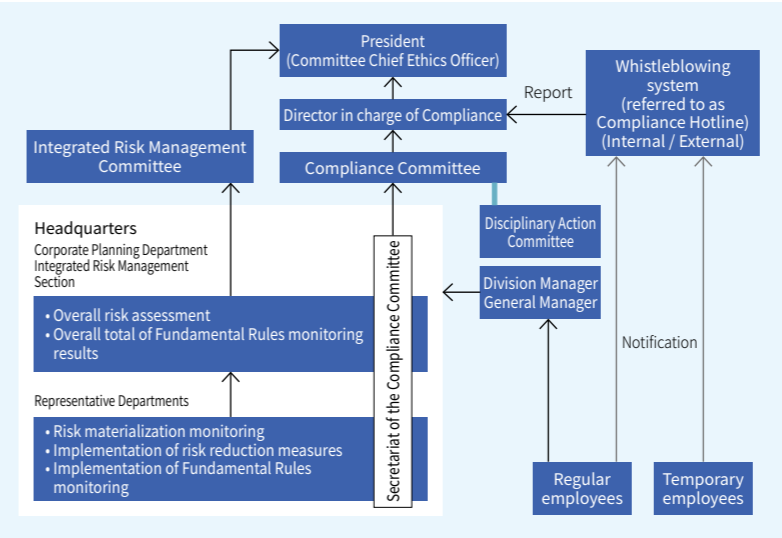 President
(Committee Chief Ethics Officer)
Whistleblowing
system
(referred to as
Compliance Hotline)
(Internal / External)
Report
Director in charge of Compliance
Integrated Risk Management
Committee
Compliance Committee
Disciplinary Action
Committee
Headquarters
Corporate Planning Department
Integrated Risk Management
Section
Division Manager
General Manager
• Overall risk assessment
• Overall total of Fundamental Rules monitoring
results
Secretariat of the Compliance Committee
Notification
Representative Departments
• Risk materialization monitoring
• Implementation of risk reduction measures
• Implementation of Fundamental Rules
monitoring
Regular
employees
Temporary
employees